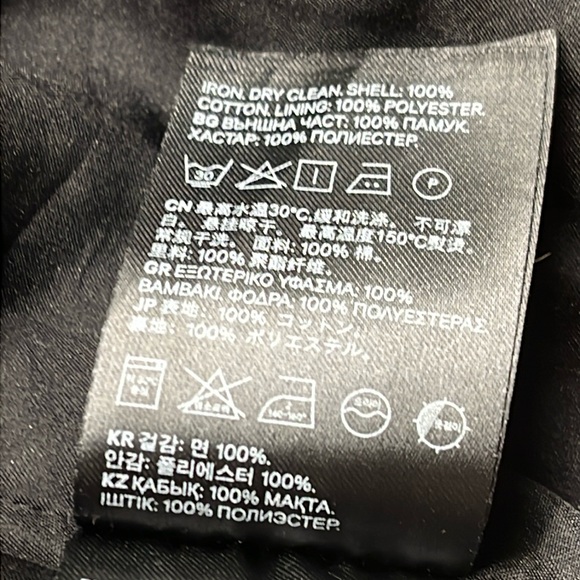 IRON. DRY CLEAN. SHELL: 100%
COTTON. LINING: 100% POLYESTER.
BG ВЪНШНА ЧАСТ: 100% ПАМУК.
ХАСТАР: 100% ПОЛИЕСТЕР.
30 P
CN 最高水温30°C,缓和洗涤。不可漂
白。悬挂晾干。最高温度150°C熨烫。
常规干洗。面料: 100% 棉。
里料: 100% 聚酯纤维。
GR ΕΞΩΤΕΡΙΚΟ ΥΦΑΣΜΑ: 100%
ΒΑΜΒΑΚΙ. ΦΟΔΡΑ: 100% ΠΟΛΥΕΣΤΕΡΑΣ.
JP 表地: 100% コットン.
裏地: 100% ポリエステル.
옷걸이
KR 겉감: 면 100%.
안감: 폴리에스터 100%.
KZ ҚАБЫҚ: 100% МАҚТА.
ІШТІК: 100% ПОЛИЭСТЕР.